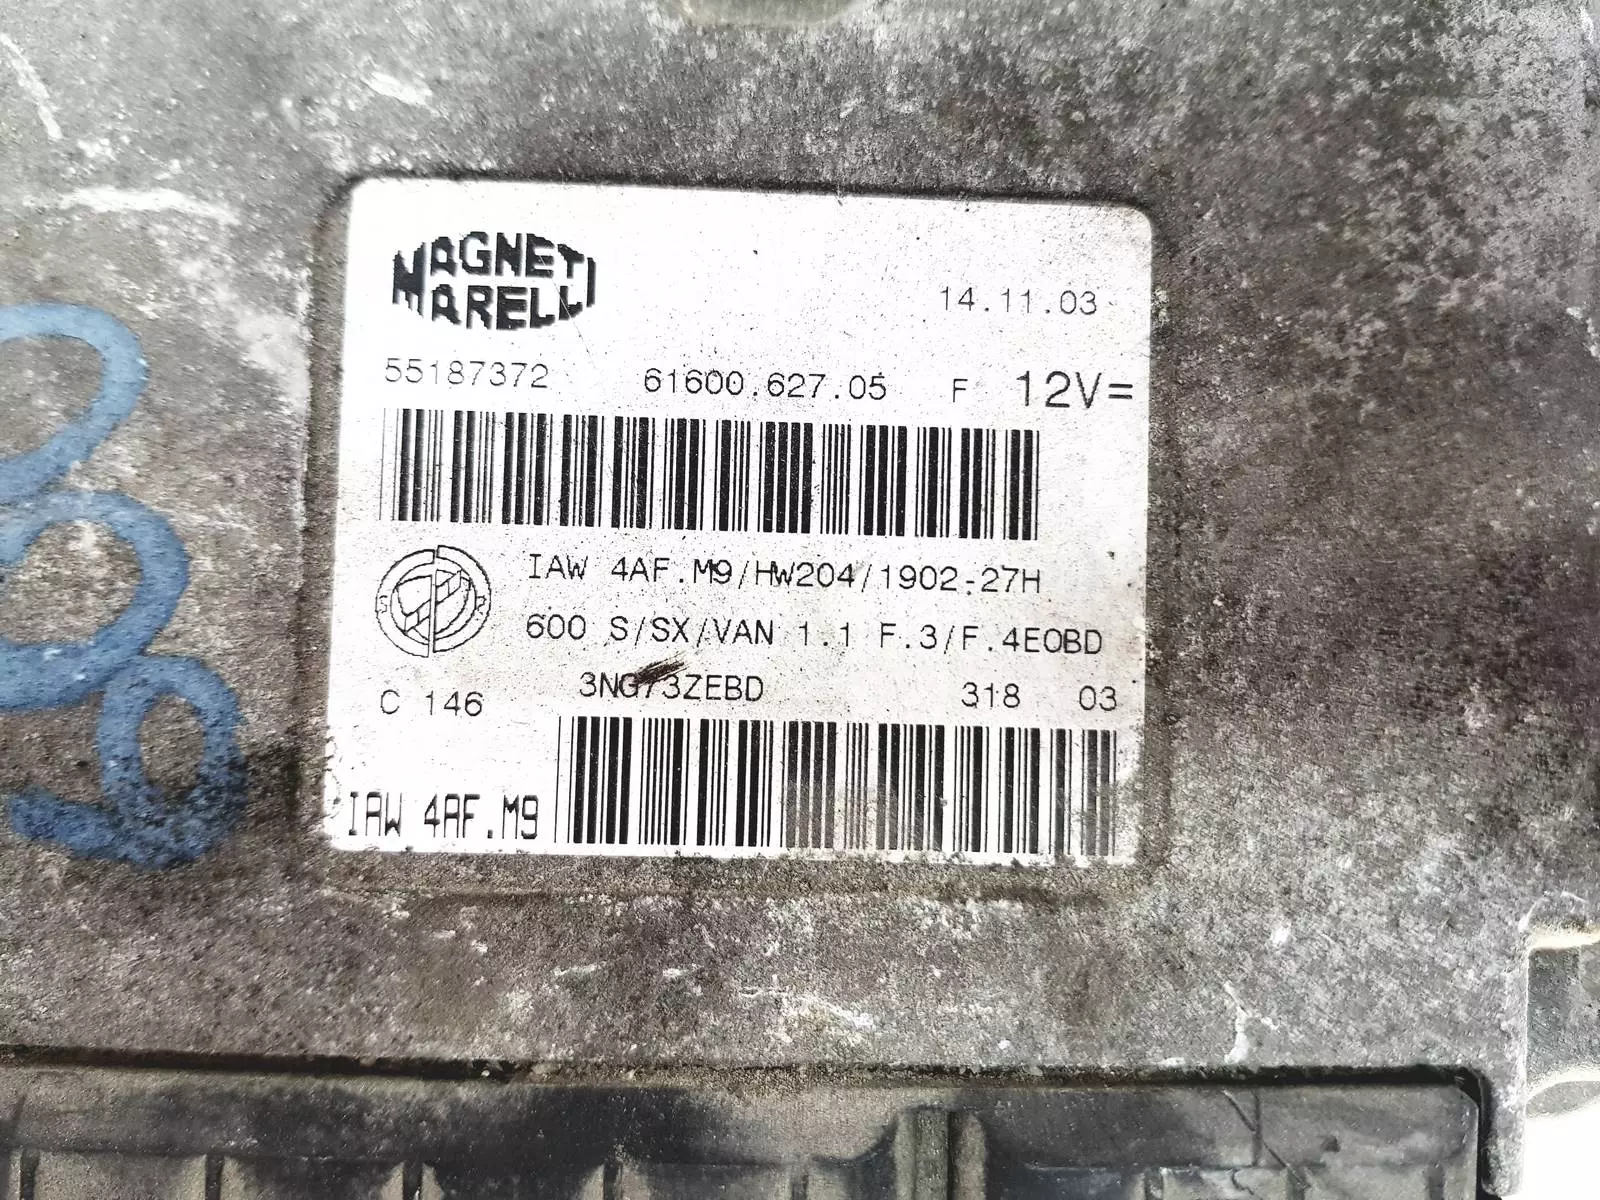 MAGNETI
MARELLI
14.11.03
55187372 61600.627.05 F 12V=
IAW 4AF.M9/HW204/1902-27H
S R
600 S/SX/VAN 1.1 F.3/F.4EOBD
C 146 3NG73ZEBD 318 03
IAW 4AF.M9